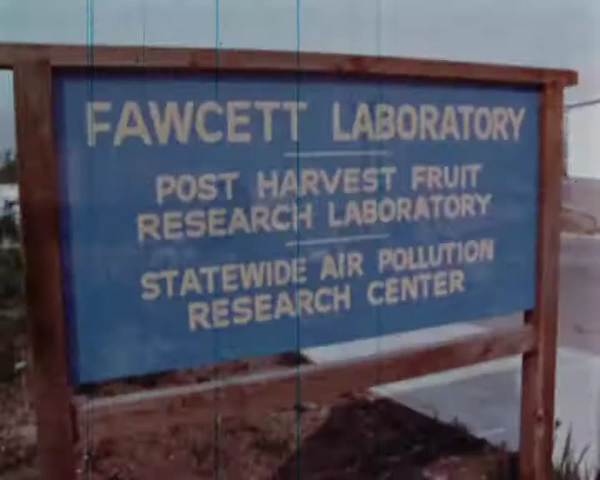 FAWCETT LABORATORY
POST HARVEST FRUIT
RESEARCH LABORATORY
STATEWIDE AIR POLLUTION
RESEARCH CENTER